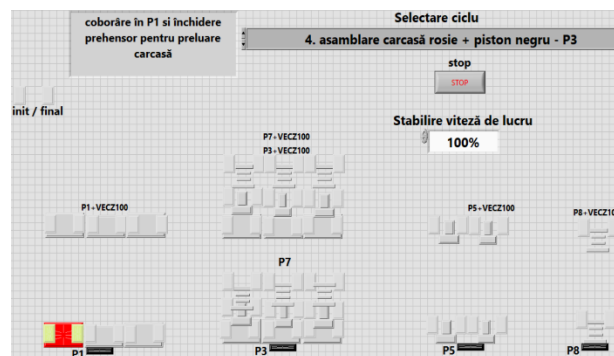 coborâre în P1 si închidere
prehensor pentru preluare
carcasă
Selectare ciclu
4. asamblare carcasă rosie + piston negru - P3
stop
STOP
init / final
Stabilire viteză de lucru
100%
P7+VECZ100
P3+VECZ100
P1+VECZ100
P5+VECZ100
P8+VECZ100
P7
P1
P3
P5
P8